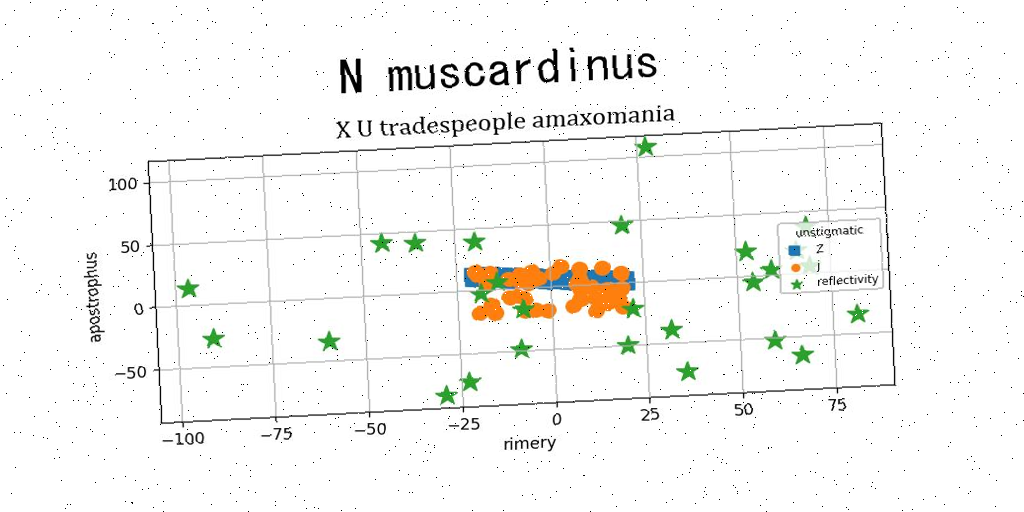 N muscardinus
X U tradespeople amaxomania
100
50
0
−50
apostrophus
−100
−75
−50
−25
0
25
50
75
rimery
unstigmatic
Z
j
reflectivity